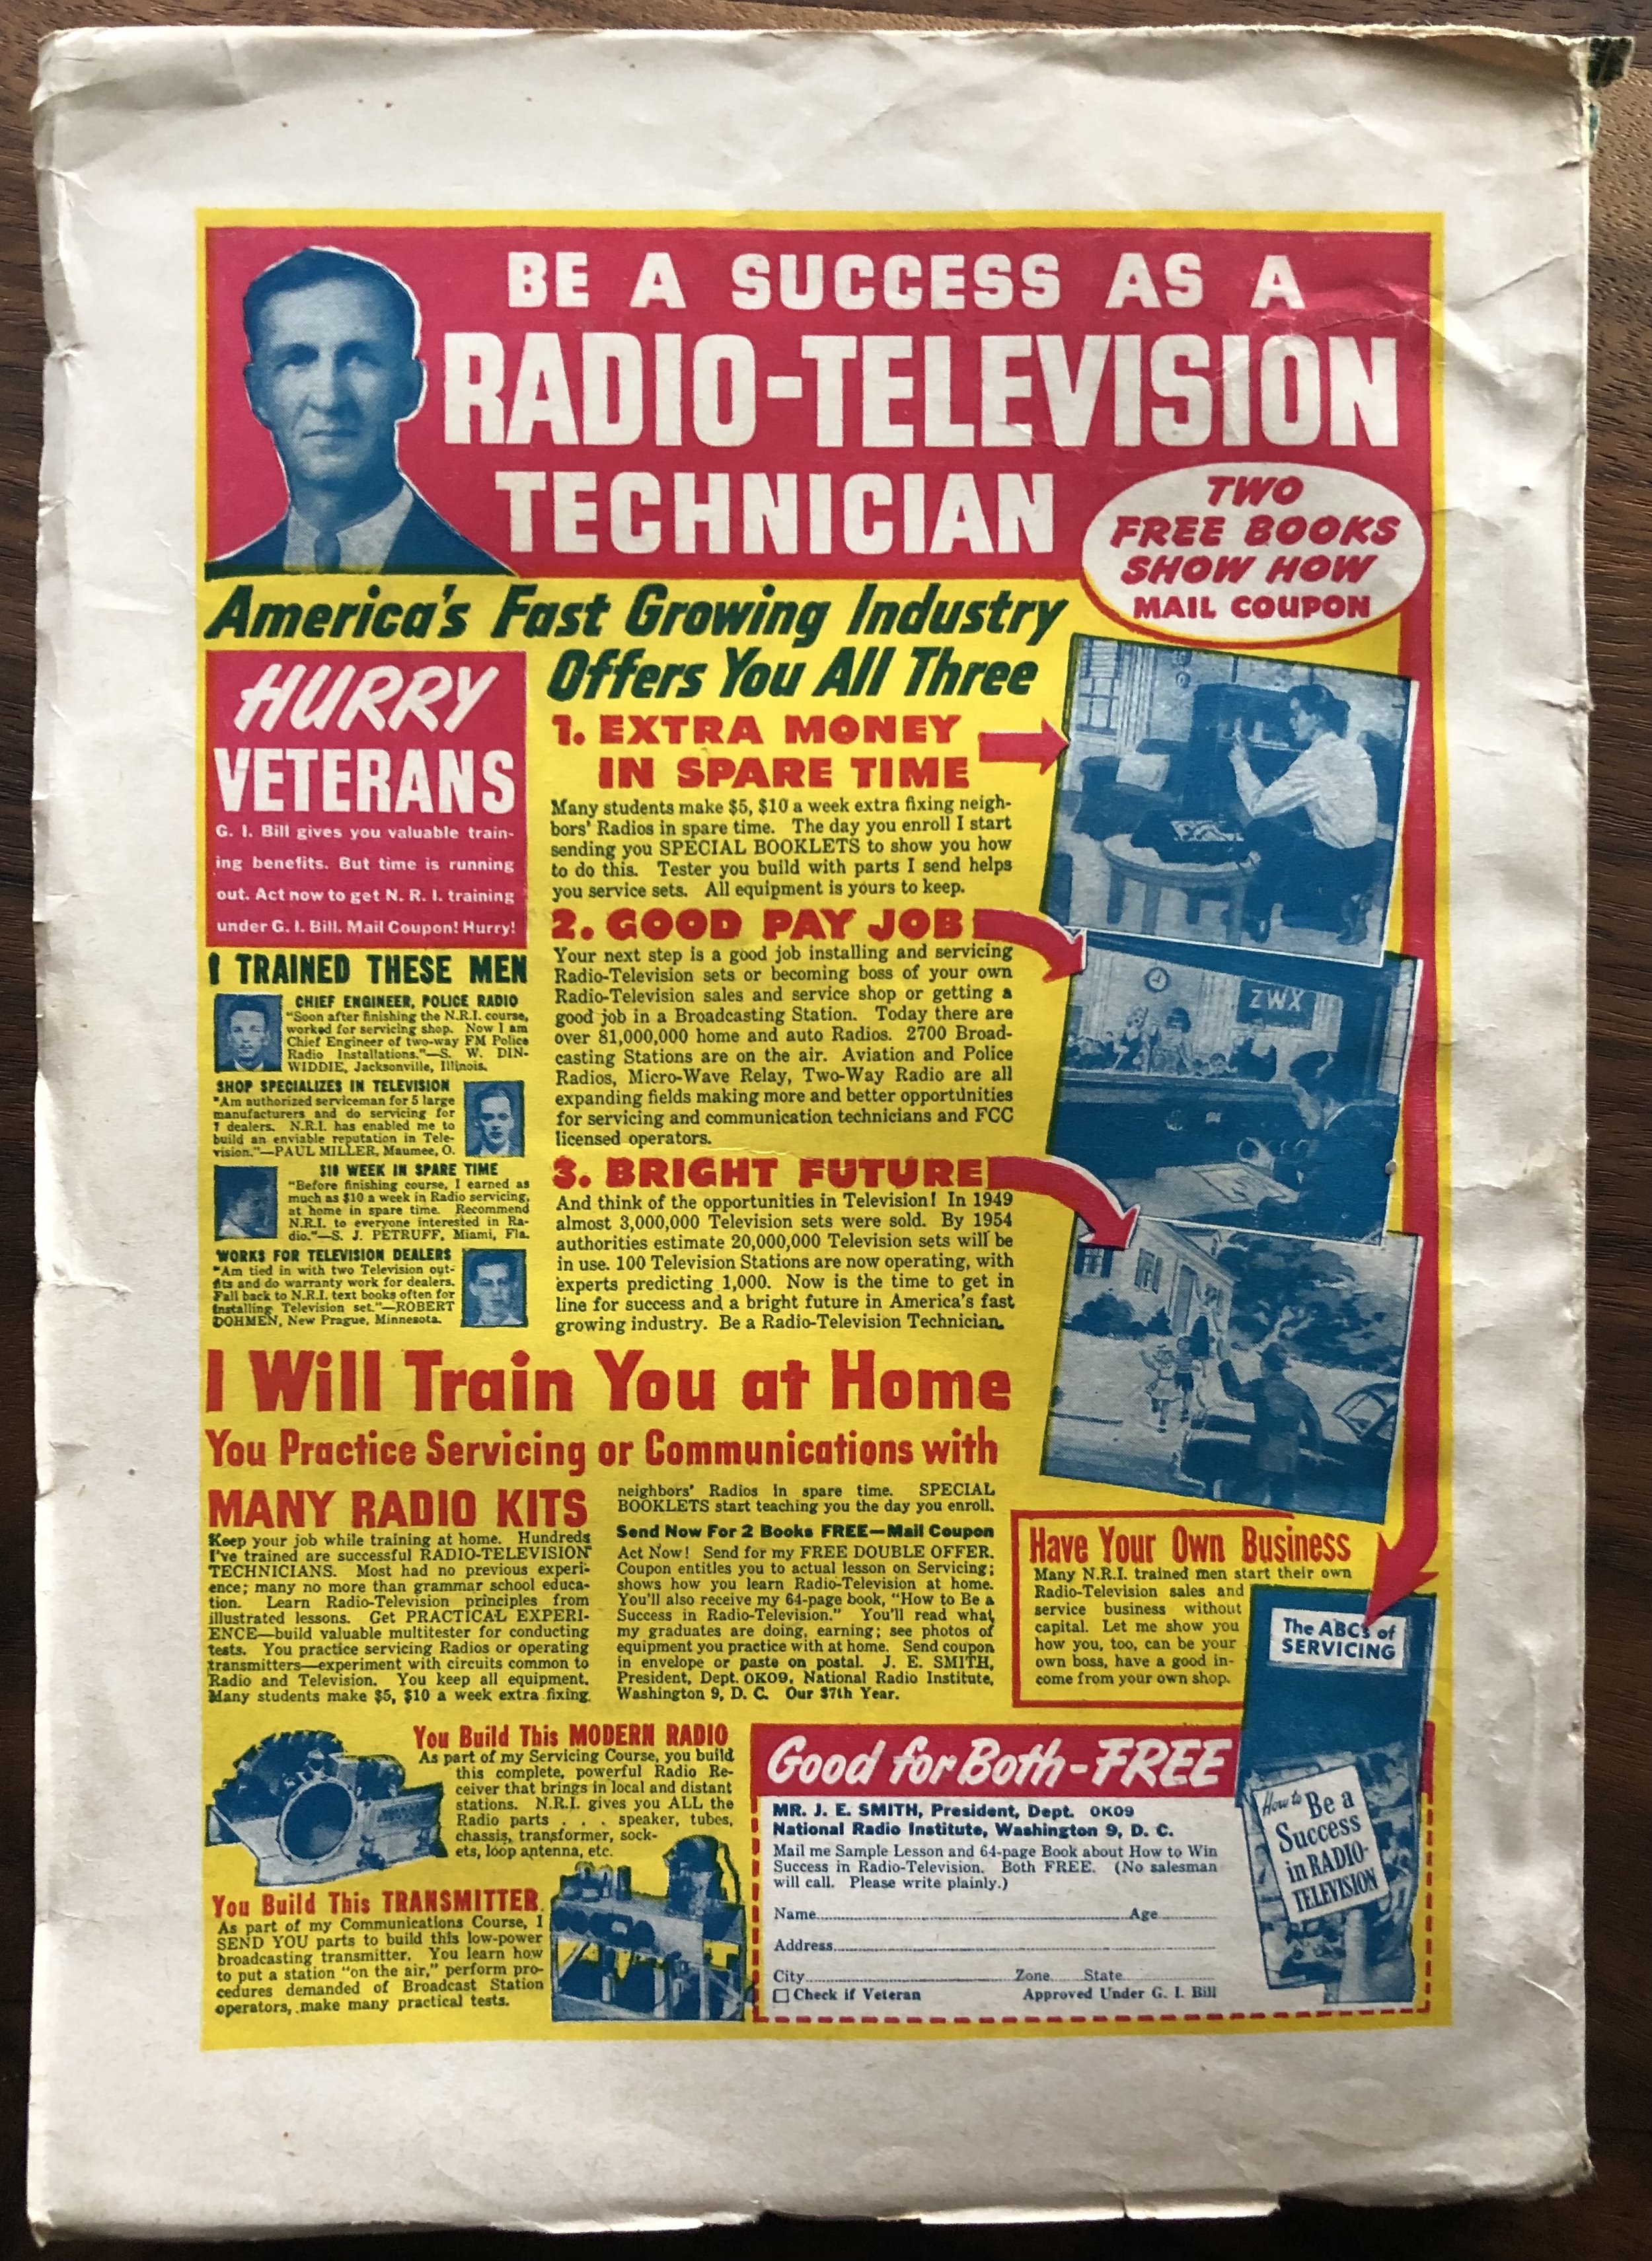 BE A SUCCESS AS A
RADIO-TELEVISION
TECHNICIAN
TWO
FREE BOOKS
SHOW HOW
MAIL COUPON
America's Fast Growing Industry
Offers You All Three
HURRY
VETERANS
G. I. Bill gives you valuable train-
ing benefits. But time is running
out. Act now to get N. R. I. training
under G. I. Bill. Mail Coupon! Hurry!
I TRAINED THESE MEN
CHIEF ENGINEER, POLICE RADIO
"Soon after finishing the N.R.I. course,
worked for servicing shop. Now I am
Chief Engineer of two-way FM Police
Radio Installations."—S. W. DIN-
WIDDIE, Jacksonville, Illinois.
SHOP SPECIALIZES IN TELEVISION
"Am authorized serviceman for 5 large
manufacturers and do servicing for
7 dealers. N.R.I. has enabled me to
build an enviable reputation in Tele-
vision."—PAUL MILLER, Maumee, O.
$10 WEEK IN SPARE TIME
"Before finishing course, I earned as
much as $10 a week in Radio servicing,
at home in spare time. Recommend
N.R.I. to everyone interested in Ra-
dio."—S. J. PETRUFF, Miami, Fla.
WORKS FOR TELEVISION DEALERS
"Am tied in with two Television out-
fits and do warranty work for dealers.
Fall back to N.R.I. text books often for
installing Television set."—ROBERT
DOHMEN, New Prague, Minnesota.
1. EXTRA MONEY
IN SPARE TIME
Many students make $5, $10 a week extra fixing neigh-
bors' Radios in spare time. The day you enroll I start
sending you SPECIAL BOOKLETS to show you how
to do this. Tester you build with parts I send helps
you service sets. All equipment is yours to keep.
2. GOOD PAY JOB
Your next step is a good job installing and servicing
Radio-Television sets or becoming boss of your own
Radio-Television sales and service shop or getting a
good job in a Broadcasting Station. Today there are
over 81,000,000 home and auto Radios. 2700 Broad-
casting Stations are on the air. Aviation and Police
Radios, Micro-Wave Relay, Two-Way Radio are all
expanding fields making more and better opportunities
for servicing and communication technicians and FCC
licensed operators.
ZWX
3. BRIGHT FUTURE
And think of the opportunities in Television! In 1949
almost 3,000,000 Television sets were sold. By 1954
authorities estimate 20,000,000 Television sets will be
in use. 100 Television Stations are now operating, with
experts predicting 1,000. Now is the time to get in
line for success and a bright future in America's fast
growing industry. Be a Radio-Television Technician.
I Will Train You at Home
You Practice Servicing or Communications with
MANY RADIO KITS
Keep your job while training at home. Hundreds
I've trained are successful RADIO-TELEVISION
TECHNICIANS. Most had no previous experi-
ence; many no more than grammar school educa-
tion. Learn Radio-Television principles from
illustrated lessons. Get PRACTICAL EXPERI-
ENCE—build valuable multitester for conducting
tests. You practice servicing Radios or operating
transmitters—experiment with circuits common to
Radio and Television. You keep all equipment.
Many students make $5, $10 a week extra fixing
neighbors' Radios in spare time. SPECIAL
BOOKLETS start teaching you the day you enroll.
Send Now For 2 Books FREE—Mail Coupon
Act Now! Send for my FREE DOUBLE OFFER.
Coupon entitles you to actual lesson on Servicing;
shows how you learn Radio-Television at home.
You'll also receive my 64-page book, "How to Be a
Success in Radio-Television." You'll read what
my graduates are doing, earning; see photos of
equipment you practice with at home. Send coupon
in envelope or paste on postal. J. E. SMITH,
President, Dept. OKO9, National Radio Institute,
Washington 9, D. C. Our 37th Year.
Have Your Own Business
Many N.R.I. trained men start their own
Radio-Television sales and
service business without
capital. Let me show you
how you, too, can be your
own boss, have a good in-
come from your own shop.
The ABC's of
SERVICING
You Build This MODERN RADIO
As part of my Servicing Course, you build
this complete, powerful Radio Re-
ceiver that brings in local and distant
stations. N.R.I. gives you ALL the
Radio parts . . . speaker, tubes,
chassis, transformer, sock-
ets, loop antenna, etc.
You Build This TRANSMITTER
As part of my Communications Course, I
SEND YOU parts to build this low-power
broadcasting transmitter. You learn how
to put a station "on the air," perform pro-
cedures demanded of Broadcast Station
operators, make many practical tests.
Good for Both-FREE
MR. J. E. SMITH, President, Dept. OKO9
National Radio Institute, Washington 9, D. C.
Mail me Sample Lesson and 64-page Book about How to Win
Success in Radio-Television. Both FREE. (No salesman
will call. Please write plainly.)
Name Age
Address
City Zone State
Check if Veteran Approved Under G. I. Bill
How to Be a
Success
in RADIO-
TELEVISION